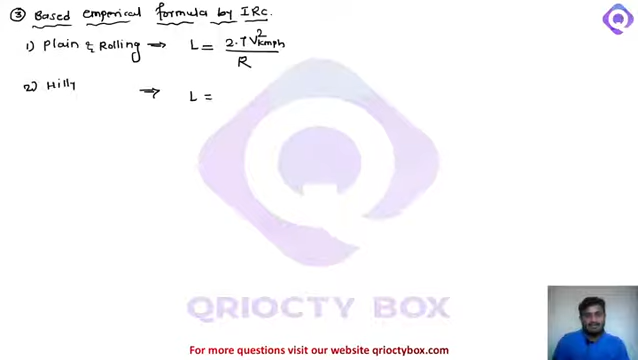 ③ Based emperical formula by IRC.
1) Plain & Rolling → L = 2.7 V²kmph / R
2) Hilly → L =
QRIOCTY BOX
For more questions visit our website qrioctybox.com